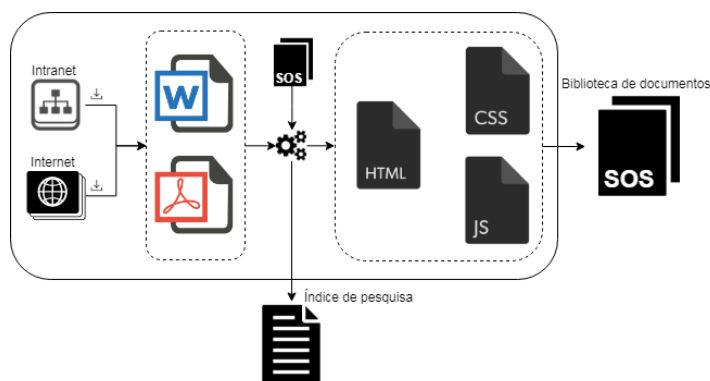 Intranet
Internet
W
SOS
HTML
CSS
JS
Biblioteca de documentos
SOS
Índice de pesquisa